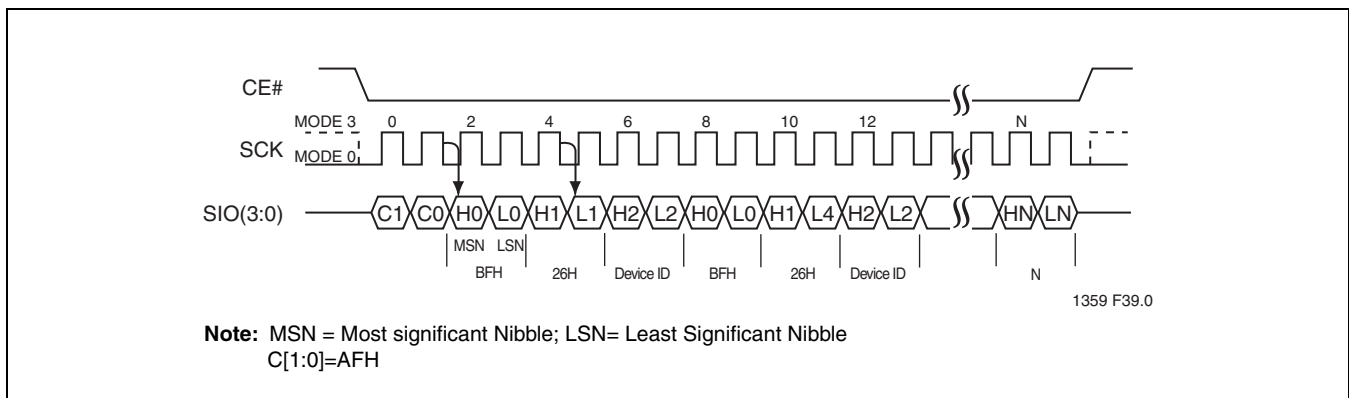 CE#
MODE 3 0 2 4 6 8 10 12 N
SCK MODE 0
SIO(3:0) C1 C0 H0 L0 H1 L1 H2 L2 H0 L0 H1 L4 H2 L2 HN LN
MSN LSN
BFH 26H Device ID BFH 26H Device ID N
1359 F39.0
Note: MSN = Most significant Nibble; LSN= Least Significant Nibble
C[1:0]=AFH